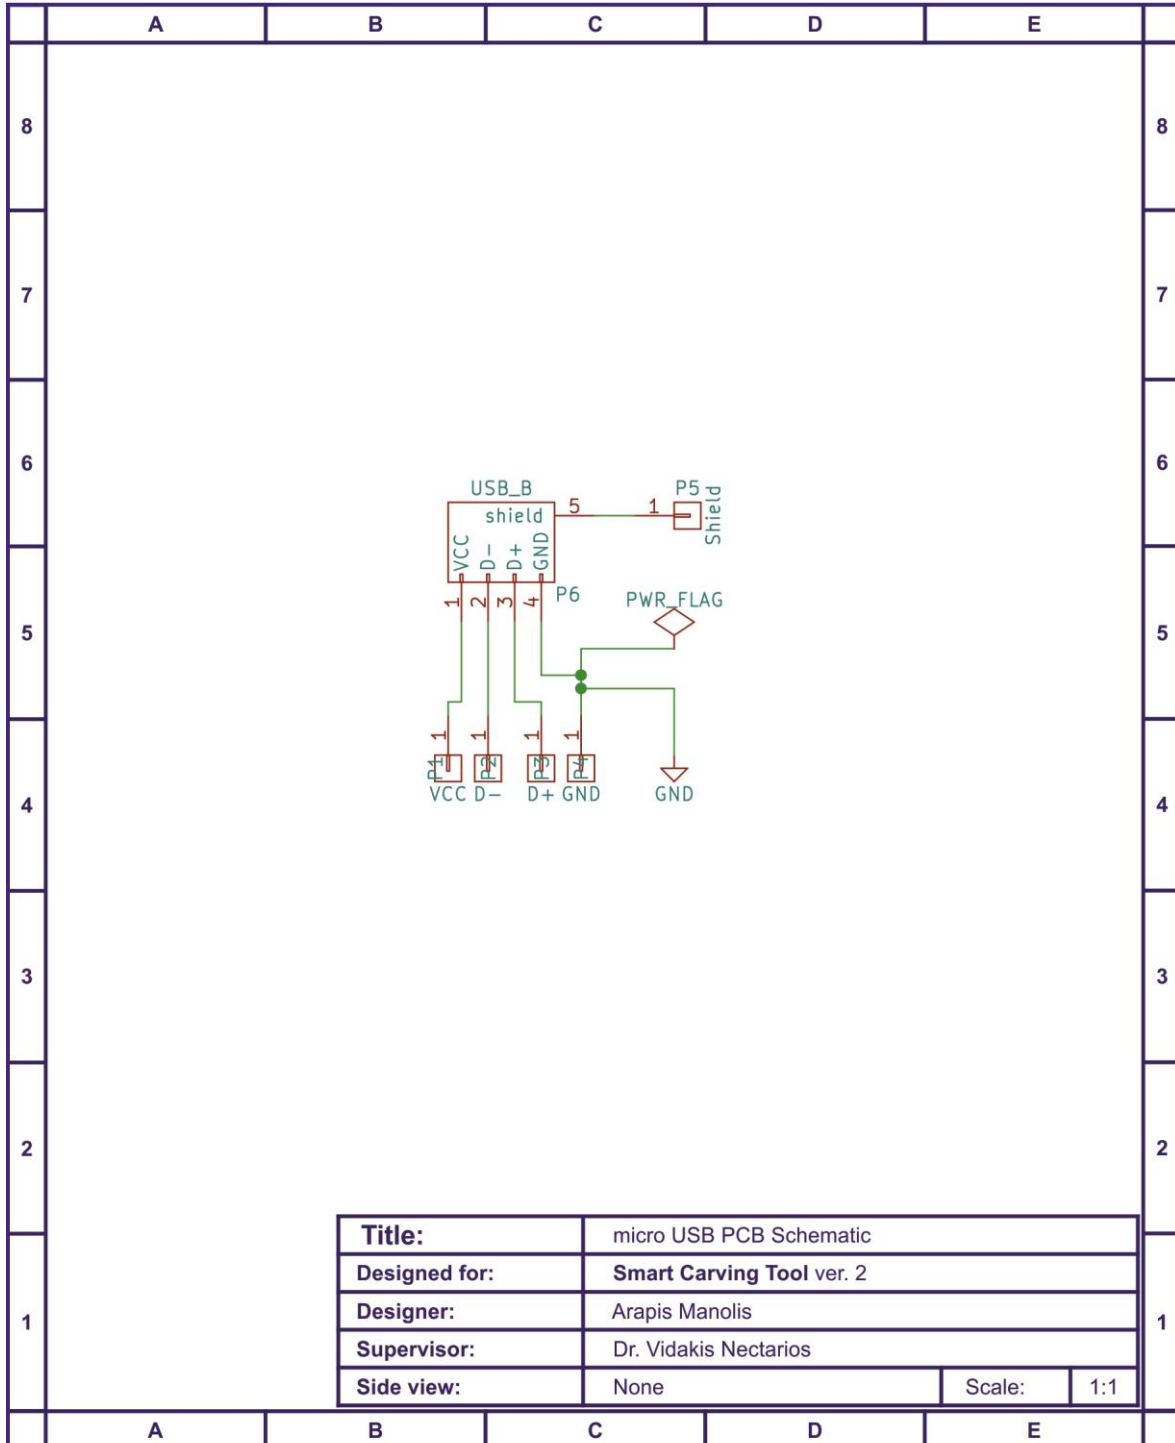 A B C D E
8 8
7 7
6 6
USB_B
shield 5 1 P5 Shield
VCC D- D+ GND
1 2 3 4 P6
PWR_FLAG
5 5
1 1 1 1
P1 P2 P3 P4
VCC D- D+ GND GND
4 4
3 3
2 2
Title: micro USB PCB Schematic
Designed for: Smart Carving Tool ver. 2
Designer: Arapis Manolis
1 1
Supervisor: Dr. Vidakis Nectarios
Side view: None Scale: 1:1
A B C D E